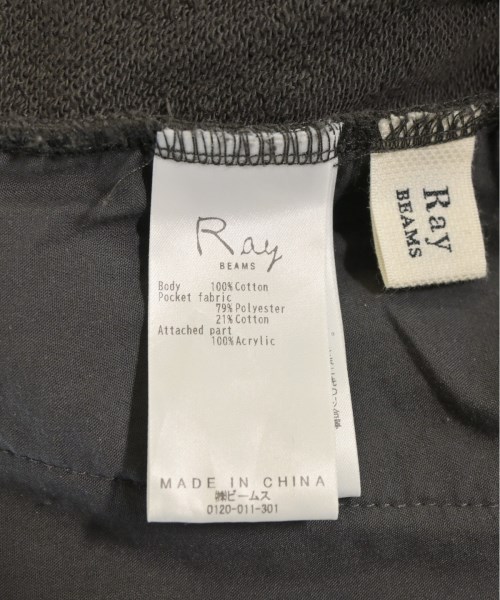 Ray
BEAMS
Body 100% Cotton
Pocket fabric
79% Polyester
21% Cotton
Attached part
100% Acrylic
MADE IN CHINA
㈱ビームス
0120-011-301
Ray
BEAMS